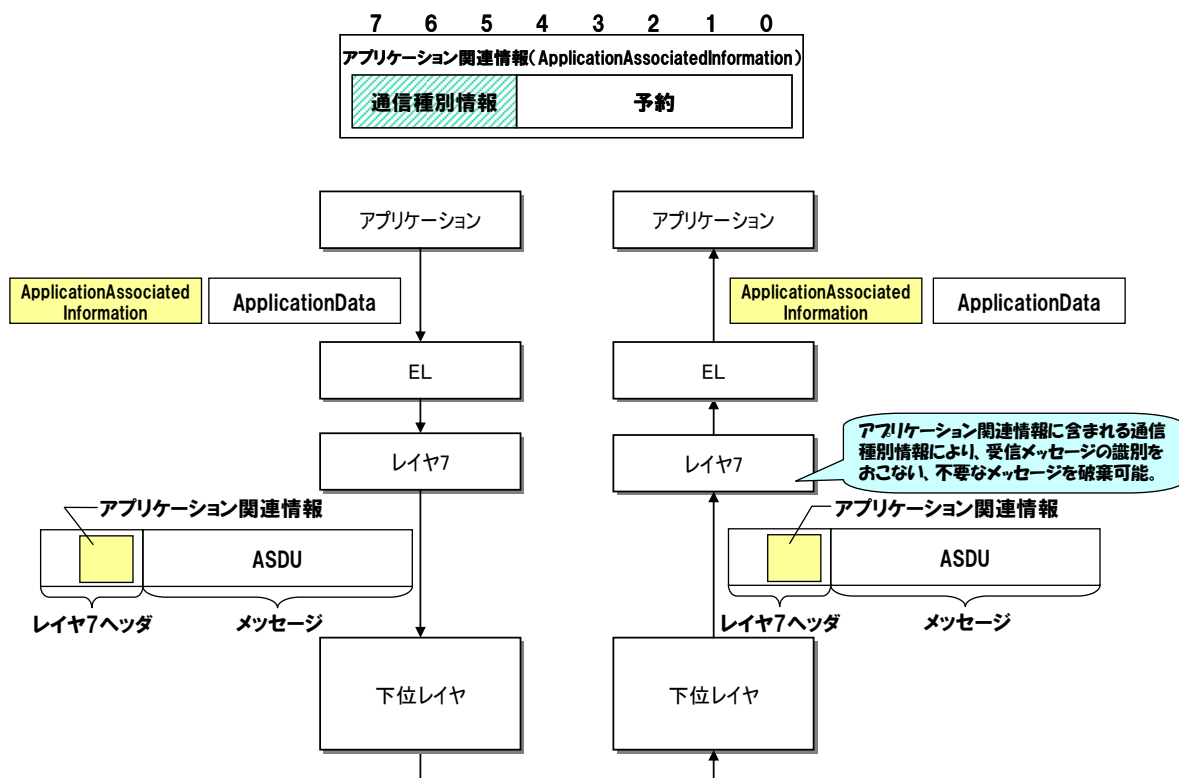 7 6 5 4 3 2 1 0
アプリケーション関連情報(ApplicationAssociatedInformation)
通信種別情報 予約
アプリケーション アプリケーション
ApplicationAssociated
Information
ApplicationData
ApplicationAssociated
Information
ApplicationData
EL EL
レイヤ7 レイヤ7
アプリケーション関連情報に含まれる通信
種別情報により、受信メッセージの識別を
おこない、不要なメッセージを破棄可能。
アプリケーション関連情報 アプリケーション関連情報
ASDU ASDU
レイヤ7ヘッダ メッセージ レイヤ7ヘッダ メッセージ
下位レイヤ 下位レイヤ